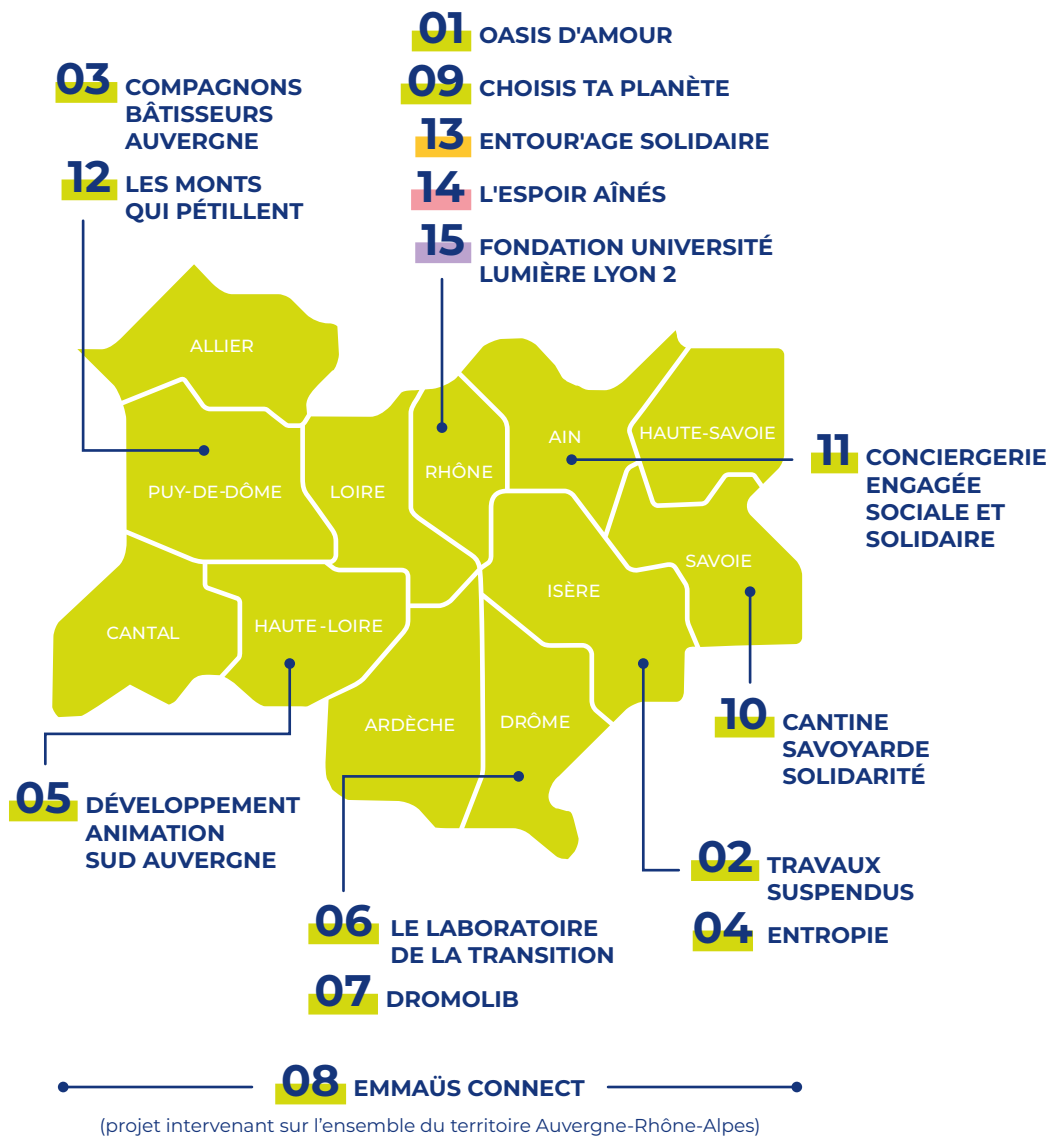 01 OASIS D'AMOUR
09 CHOISIS TA PLANÈTE
13 ENTOUR'AGE SOLIDAIRE
14 L'ESPOIR AÎNÉS
15 FONDATION UNIVERSITÉ
LUMIÈRE LYON 2
03 COMPAGNONS
BÂTISSEURS
AUVERGNE
12 LES MONTS
QUI PÉTILLENT
ALLIER
PUY-DE-DÔME
LOIRE
RHÔNE
AIN
HAUTE-SAVOIE
11 CONCIERGERIE
ENGAGÉE
SOCIALE ET
SOLIDAIRE
CANTAL
HAUTE-LOIRE
ISÈRE
SAVOIE
ARDÈCHE
DRÔME
10 CANTINE
SAVOYARDE
SOLIDARITÉ
05 DÉVELOPPEMENT
ANIMATION
SUD AUVERGNE
02 TRAVAUX
SUSPENDUS
04 ENTROPIE
06 LE LABORATOIRE
DE LA TRANSITION
07 DROMOLIB
08 EMMAÜS CONNECT
(projet intervenant sur l'ensemble du territoire Auvergne-Rhône-Alpes)